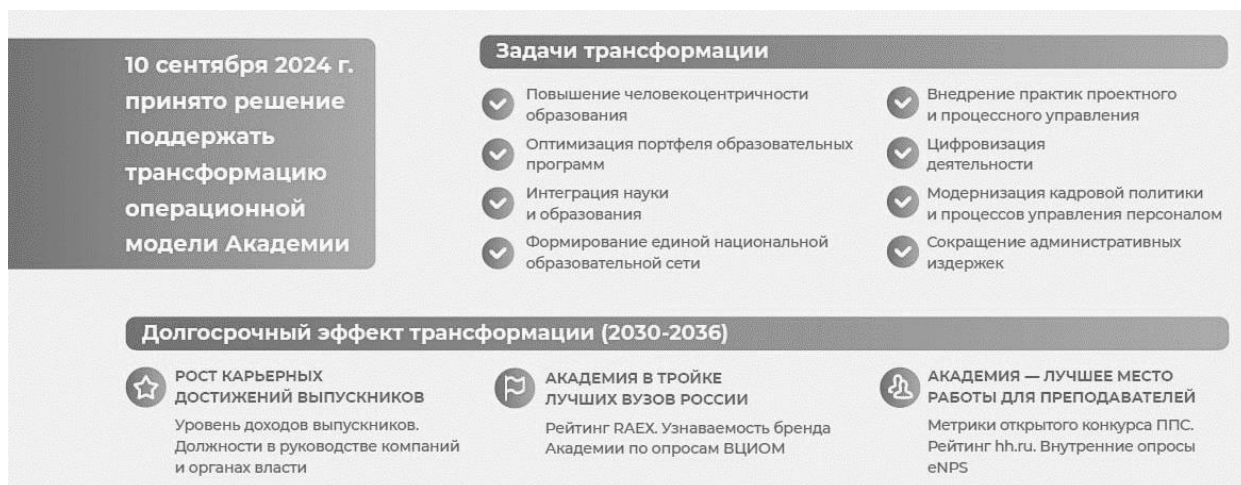 10 сентября 2024 г.
принято решение
поддержать
трансформацию
операционной
модели Академии
Задачи трансформации
Повышение человекоцентричности
образования
Оптимизация портфеля образовательных
программ
Интеграция науки
и образования
Формирование единой национальной
образовательной сети
Внедрение практик проектного
и процессного управления
Цифровизация
деятельности
Модернизация кадровой политики
и процессов управления персоналом
Сокращение административных
издержек
Долгосрочный эффект трансформации (2030-2036)
РОСТ КАРЬЕРНЫХ
ДОСТИЖЕНИЙ ВЫПУСКНИКОВ
Уровень доходов выпускников.
Должности в руководстве компаний
и органах власти
АКАДЕМИЯ В ТРОЙКЕ
ЛУЧШИХ ВУЗОВ РОССИИ
Рейтинг RAEX. Узнаваемость бренда
Академии по опросам ВЦИОМ
АКАДЕМИЯ — ЛУЧШЕЕ МЕСТО
РАБОТЫ ДЛЯ ПРЕПОДАВАТЕЛЕЙ
Метрики открытого конкурса ППС.
Рейтинг hh.ru. Внутренние опросы
eNPS